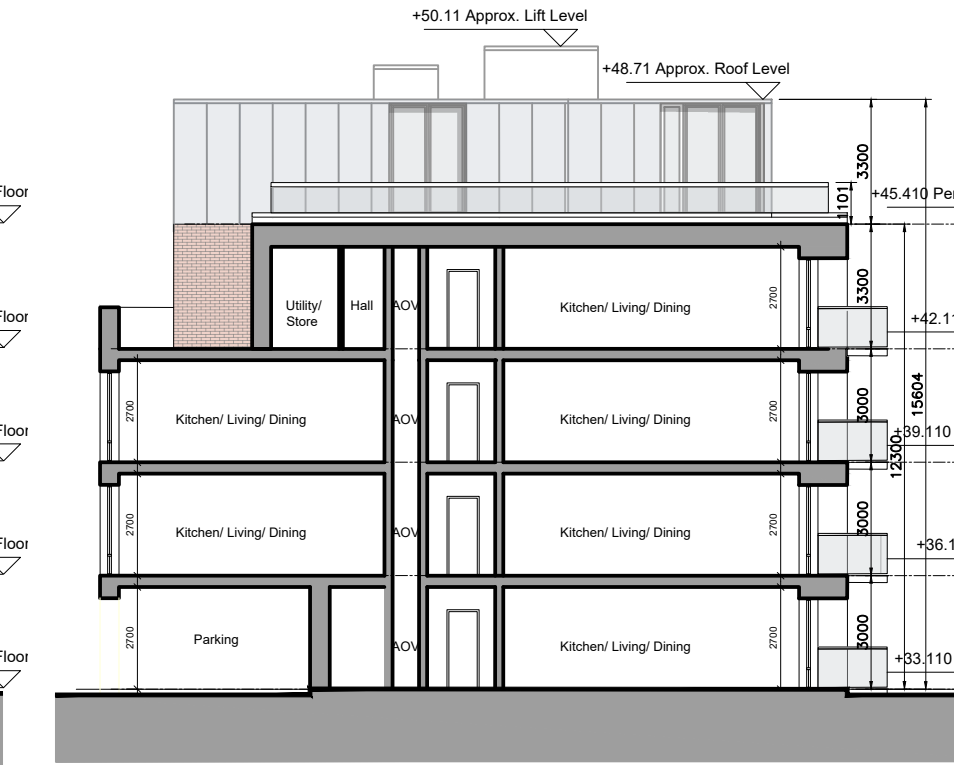 +50.11 Approx. Lift Level
+48.71 Approx. Roof Level
3300
1101
+45.410 Per
Floor
3300
Utility/
Store
Hall
AOV
Kitchen/ Living/ Dining
2700
+42.11
Floor
15604
2700
Kitchen/ Living/ Dining
AOV
Kitchen/ Living/ Dining
2700
3000
+39.110
12300
Floor
2700
Kitchen/ Living/ Dining
AOV
Kitchen/ Living/ Dining
2700
3000
+36.1
Floor
2700
Parking
AOV
Kitchen/ Living/ Dining
2700
3000
+33.110
Floor